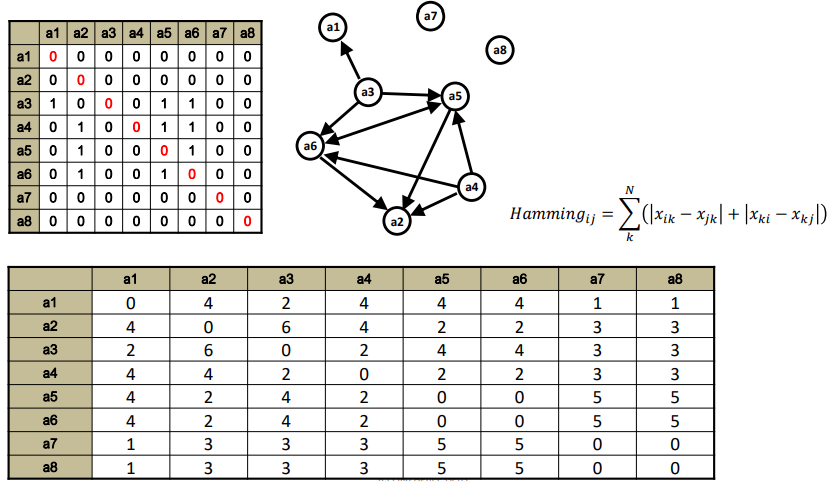 a1 a2 a3 a4 a5 a6 a7 a8
a1 0 0 0 0 0 0 0 0
a2 0 0 0 0 0 0 0 0
a3 1 0 0 0 1 1 0 0
a4 0 1 0 0 1 1 0 0
a5 0 1 0 0 0 1 0 0
a6 0 1 0 0 1 0 0 0
a7 0 0 0 0 0 0 0 0
a8 0 0 0 0 0 0 0 0
a7
a1
a8
a3
a5
a6
a4
a2
Hamming_{ij} = \sum_{k}^{N} (|x_{ik} − x_{jk}| + |x_{ki} − x_{kj}|)
a1 a2 a3 a4 a5 a6 a7 a8
a1 0 4 2 4 4 4 1 1
a2 4 0 6 4 2 2 3 3
a3 2 6 0 2 4 4 3 3
a4 4 4 2 0 2 2 3 3
a5 4 2 4 2 0 0 5 5
a6 4 2 4 2 0 0 5 5
a7 1 3 3 3 5 5 0 0
a8 1 3 3 3 5 5 0 0